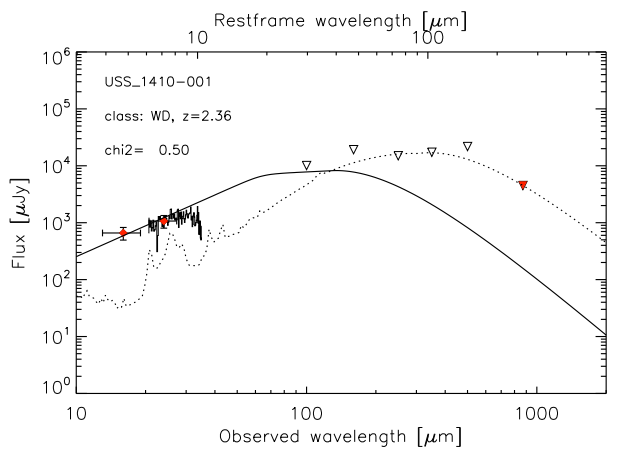 Restframe wavelength [μm]
10 100
10^6
10^5
10^4
10^3
10^2
10^1
10^0
Flux [μJy]
USS_1410-001
class: WD, z=2.36
chi2= 0.50
10 100 1000
Observed wavelength [μm]